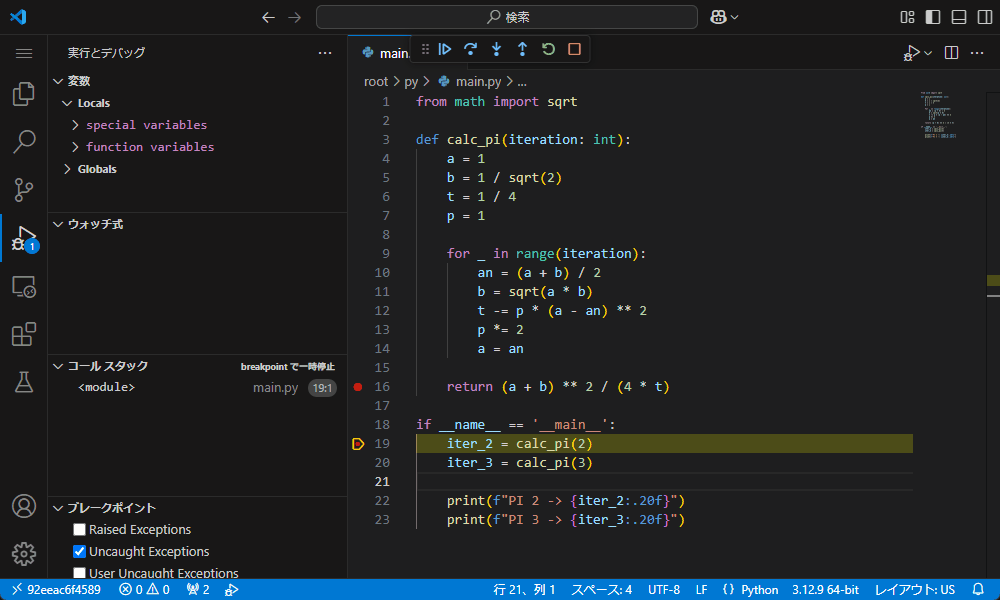 検索
実行とデバッグ
変数
Locals
special variables
function variables
Globals
ウォッチ式
コール スタック
breakpoint で一時停止
<module>
main.py
19:1
ブレークポイント
Raised Exceptions
Uncaught Exceptions
User Uncaught Exceptions
1
main.
root > py > main.py > ...
1 from math import sqrt
2
3 def calc_pi(iteration: int):
4 a = 1
5 b = 1 / sqrt(2)
6 t = 1 / 4
7 p = 1
8
9 for _ in range(iteration):
10 an = (a + b) / 2
11 b = sqrt(a * b)
12 t -= p * (a - an) ** 2
13 p *= 2
14 a = an
15
16 return (a + b) ** 2 / (4 * t)
17
18 if __name__ == '__main__':
19 iter_2 = calc_pi(2)
20 iter_3 = calc_pi(3)
21
22 print(f"PI 2 -> {iter_2:.20f}")
23 print(f"PI 3 -> {iter_3:.20f}")
92eeac6f4589
0
0
2
行 21、列 1
スペース: 4
UTF-8
LF
{ } Python
3.12.9 64-bit
レイアウト: US